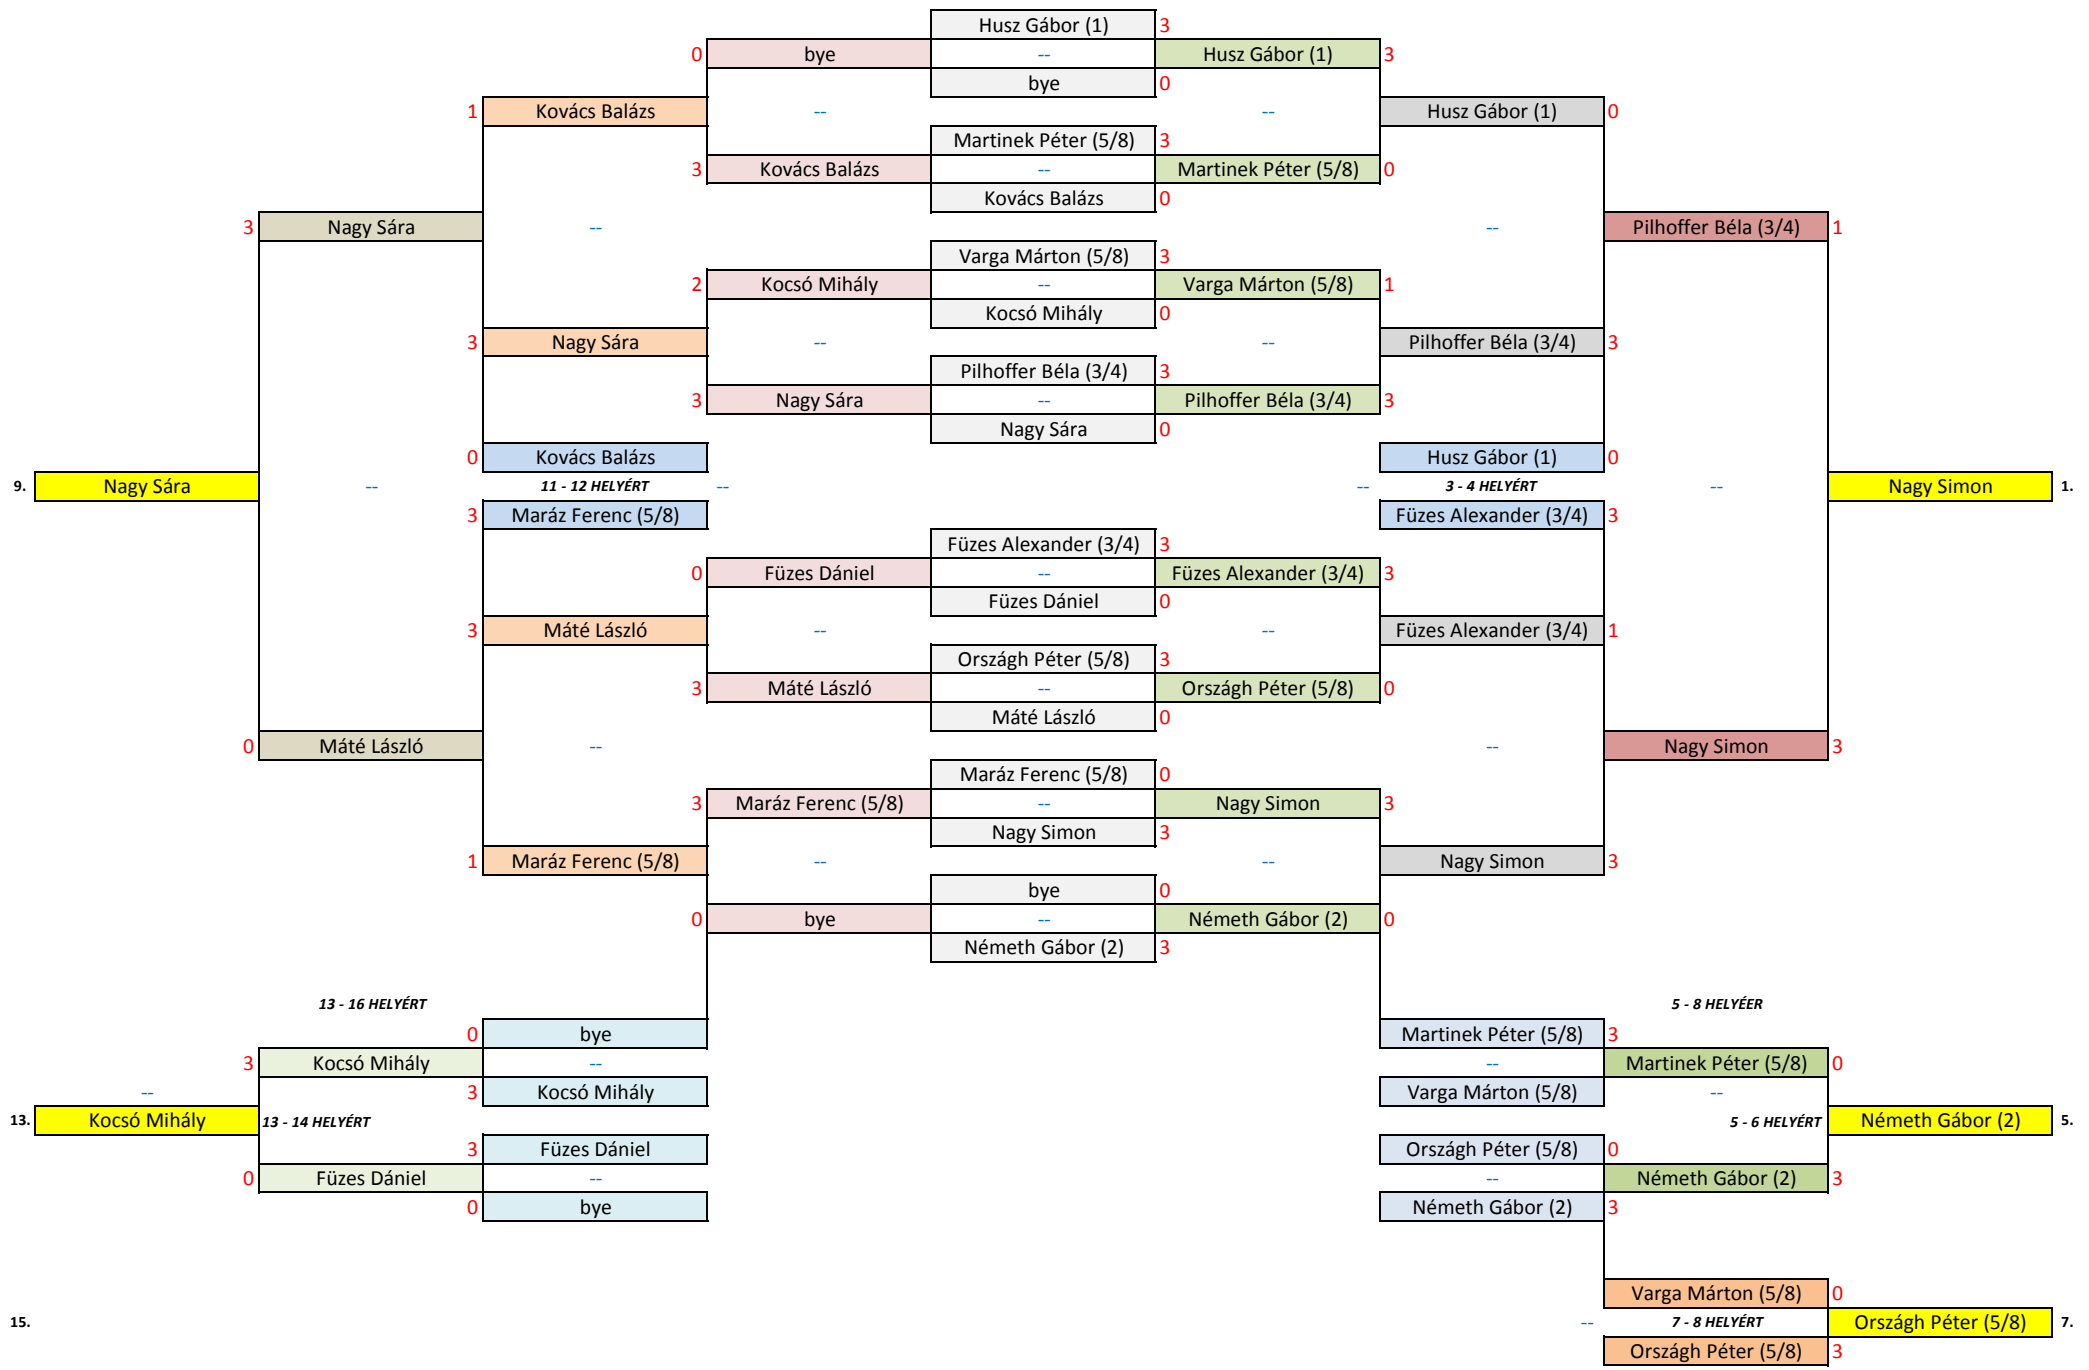 Husz Gábor (1) 3
0 bye -- Husz Gábor (1) 3
bye 0
1 Kovács Balázs -- -- Husz Gábor (1) 0
Martinek Péter (5/8) 3
3 Kovács Balázs -- Martinek Péter (5/8) 0
Kovács Balázs 0
3 Nagy Sára -- -- Pilhoffer Béla (3/4) 1
Varga Márton (5/8) 3
2 Kocsó Mihály -- Varga Márton (5/8) 1
Kocsó Mihály 0
3 Nagy Sára -- -- Pilhoffer Béla (3/4) 3
Pilhoffer Béla (3/4) 3
3 Nagy Sára -- Pilhoffer Béla (3/4) 3
Nagy Sára 0
0 Kovács Balázs Husz Gábor (1) 0
9. Nagy Sára -- 11 - 12 HELYÉRT -- -- 3 - 4 HELYÉRT -- Nagy Simon 1.
3 Maráz Ferenc (5/8) Füzes Alexander (3/4) 3
Füzes Alexander (3/4) 3
0 Füzes Dániel -- Füzes Alexander (3/4) 3
Füzes Dániel 0
3 Máté László -- -- Füzes Alexander (3/4) 1
Országh Péter (5/8) 3
3 Máté László -- Országh Péter (5/8) 0
Máté László 0
0 Máté László -- -- Nagy Simon 3
Maráz Ferenc (5/8) 0
3 Maráz Ferenc (5/8) -- Nagy Simon 3
Nagy Simon 3
1 Maráz Ferenc (5/8) -- -- Nagy Simon 3
bye 0
0 bye -- Németh Gábor (2) 0
Németh Gábor (2) 3
13 - 16 HELYÉRT 5 - 8 HELYÉER
0 bye Martinek Péter (5/8) 3
3 Kocsó Mihály -- -- Martinek Péter (5/8) 0
-- 3 Kocsó Mihály Varga Márton (5/8) --
13. Kocsó Mihály 13 - 14 HELYÉRT 5 - 6 HELYÉRT Németh Gábor (2) 5.
3 Füzes Dániel Országh Péter (5/8) 0
0 Füzes Dániel -- -- Németh Gábor (2) 3
0 bye Németh Gábor (2) 3
Varga Márton (5/8) 0
15. -- 7 - 8 HELYÉRT Országh Péter (5/8) 7.
Országh Péter (5/8) 3